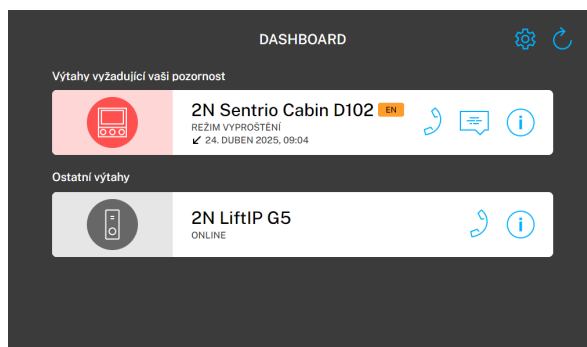 DASHBOARD
Výtahy vyžadující vaši pozornost
2N Sentrio Cabin D102 EN
REŽIM VYPROŠTĚNÍ
24. DUBEN 2025, 09:04
Ostatní výtahy
2N LiftIP G5
ONLINE